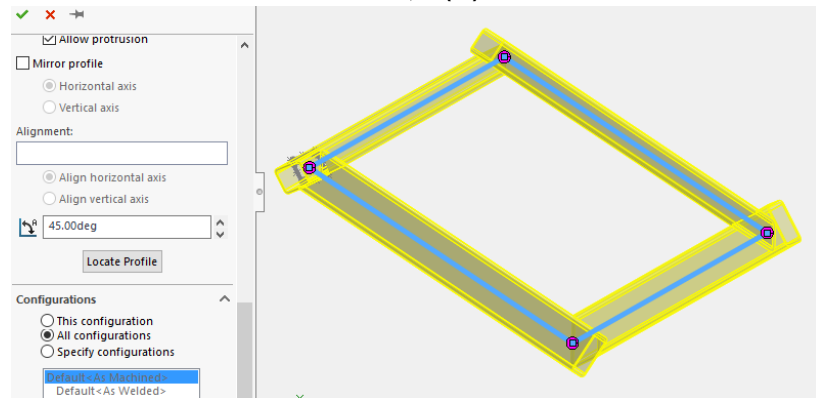 Allow protrusion
Mirror profile
Horizontal axis
Vertical axis
Alignment:
Align horizontal axis
Align vertical axis
45.00deg
Locate Profile
Configurations
This configuration
All configurations
Specify configurations
Default<As Machined>
Default<As Welded>